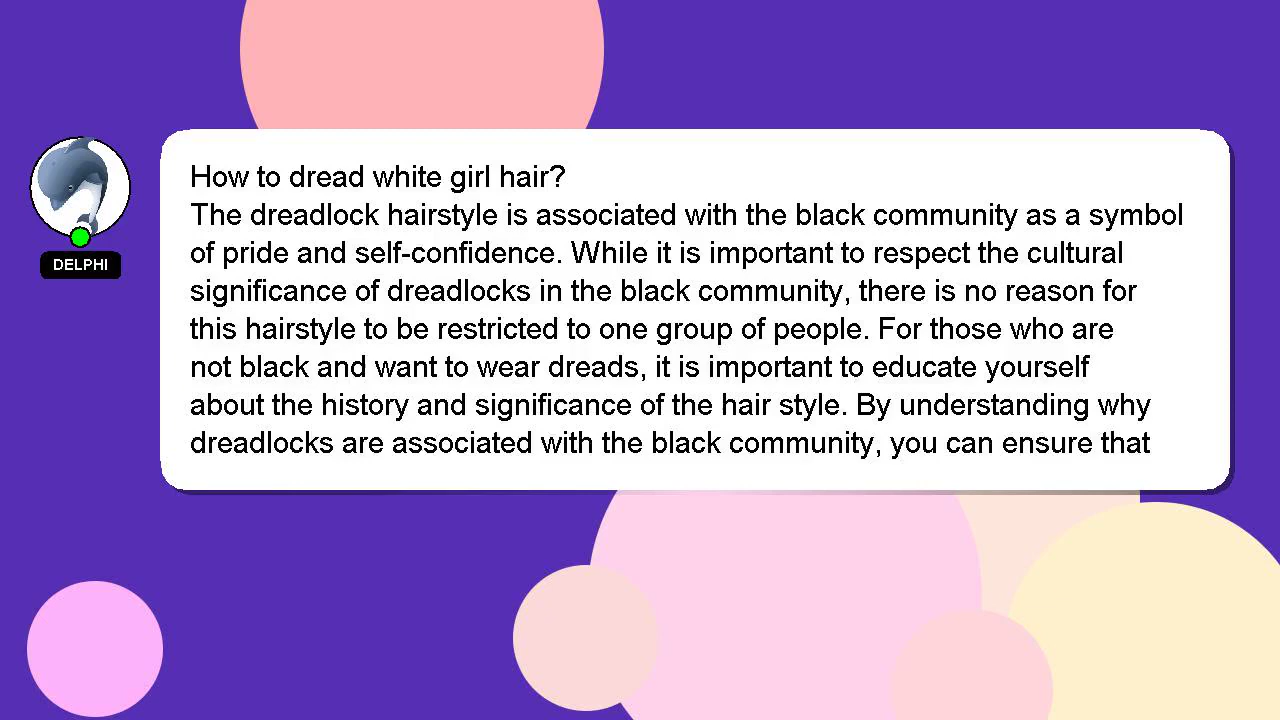 How to dread white girl hair?
The dreadlock hairstyle is associated with the black community as a symbol
of pride and self-confidence. While it is important to respect the cultural
significance of dreadlocks in the black community, there is no reason for
this hairstyle to be restricted to one group of people. For those who are
not black and want to wear dreads, it is important to educate yourself
about the history and significance of the hair style. By understanding why
dreadlocks are associated with the black community, you can ensure that
DELPHI